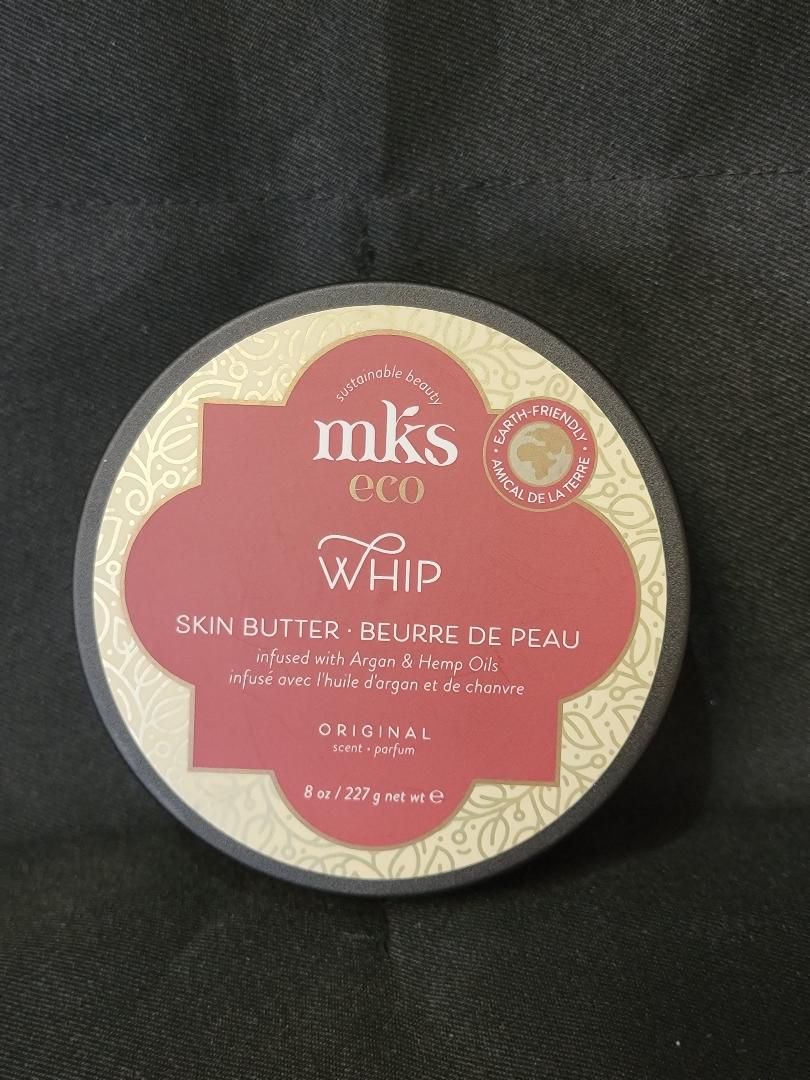 sustainable beauty
mks
eco
• EARTH-FRIENDLY •
AMICAL DE LA TERRE
WHIP
SKIN BUTTER · BEURRE DE PEAU
infused with Argan & Hemp Oils
infusé avec l'huile d'argan et de chanvre
ORIGINAL
scent • parfum
8 oz / 227 g net wt ℮